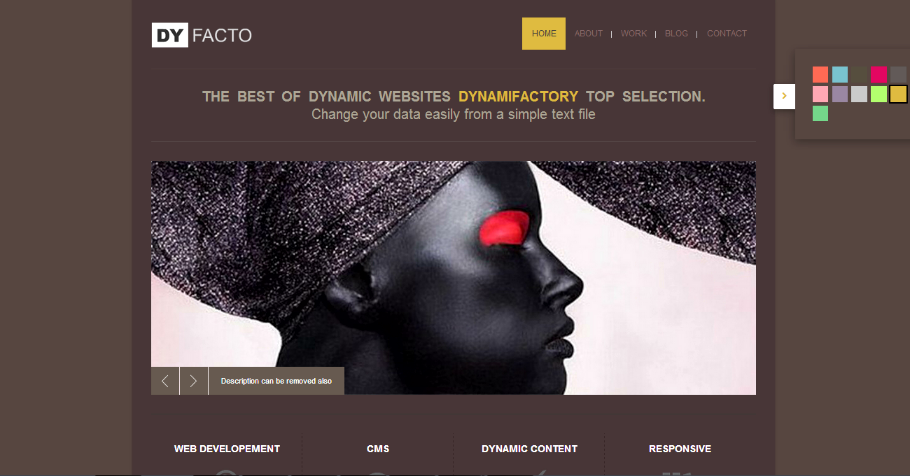 DY FACTO
HOME ABOUT | WORK | BLOG | CONTACT
THE BEST OF DYNAMIC WEBSITES DYNAMIFACTORY TOP SELECTION.
Change your data easily from a simple text file
Description can be removed also
WEB DEVELOPEMENT CMS DYNAMIC CONTENT RESPONSIVE